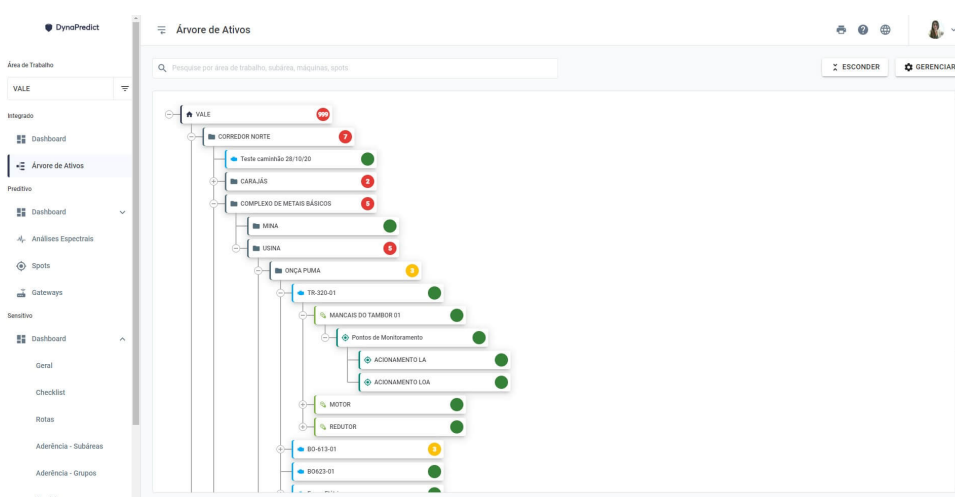 DynaPredict
Árvore de Ativos
Área de Trabalho
Pesquise por área de trabalho, subárea, máquinas, spots.
ESCONDER
GERENCIAR
VALE
Integrado
Dashboard
Árvore de Ativos
Preditivo
Dashboard
Análises Espectrais
Spots
Gateways
Sensitivo
Dashboard
Geral
Checklist
Rotas
Aderência - Subáreas
Aderência - Grupos
VALE 999
CORREDOR NORTE 7
Teste caminhão 28/10/20
CARAJÁS 2
COMPLEXO DE METAIS BÁSICOS 5
MINA
USINA 5
ONÇA PUMA
TR-320-01
MANCAIS DO TAMBOR 01
Pontos de Monitoramento
ACIONAMENTO LA
ACIONAMENTO LOA
MOTOR
REDUTOR
BO-613-01
BO623-01